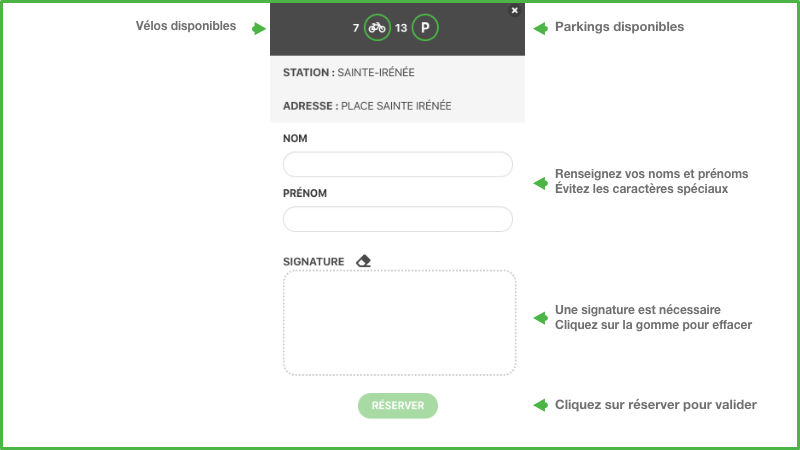 Vélos disponibles
7 13 P
Parkings disponibles
STATION : SAINTE-IRÉNÉE
ADRESSE : PLACE SAINTE IRÉNÉE
NOM
Renseignez vos noms et prénoms
Évitez les caractères spéciaux
PRÉNOM
SIGNATURE
Une signature est nécessaire
Cliquez sur la gomme pour effacer
RÉSERVER
Cliquez sur réserver pour valider